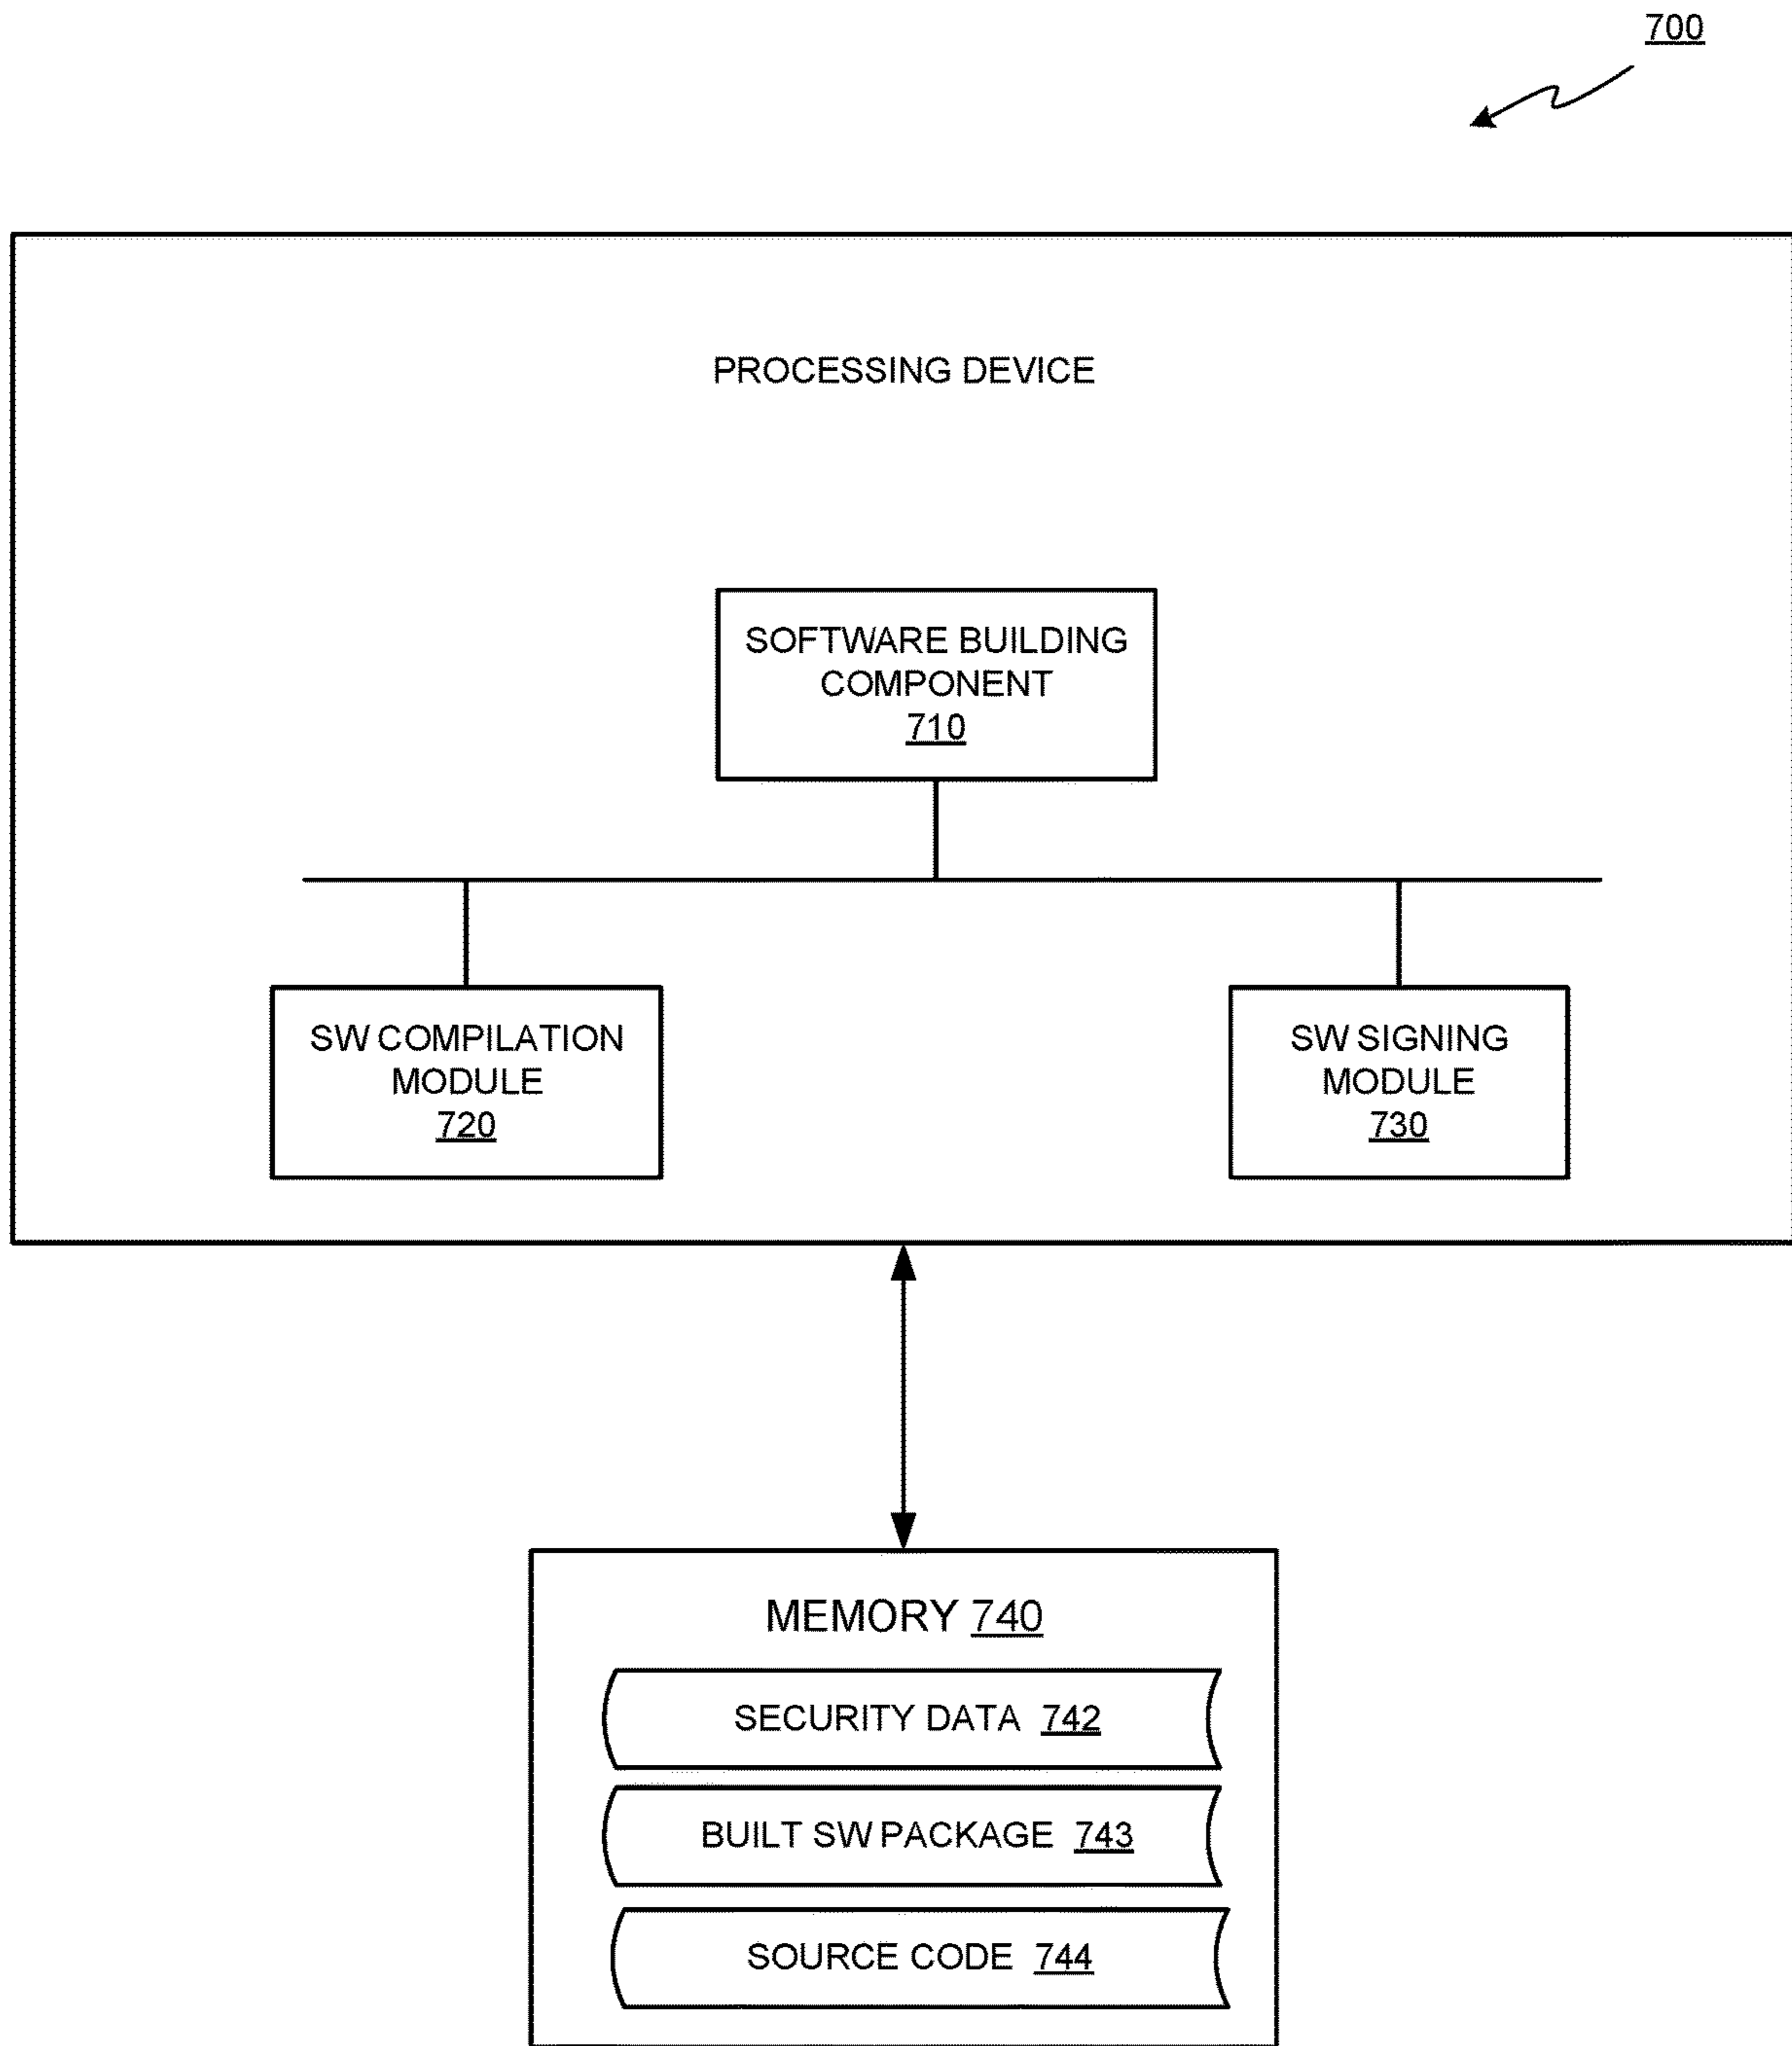 700
PROCESSING DEVICE
SOFTWARE BUILDING
COMPONENT
710
SW COMPILATION
MODULE
720
SW SIGNING
MODULE
730
MEMORY 740
SECURITY DATA 742
BUILT SW PACKAGE 743
SOURCE CODE 744